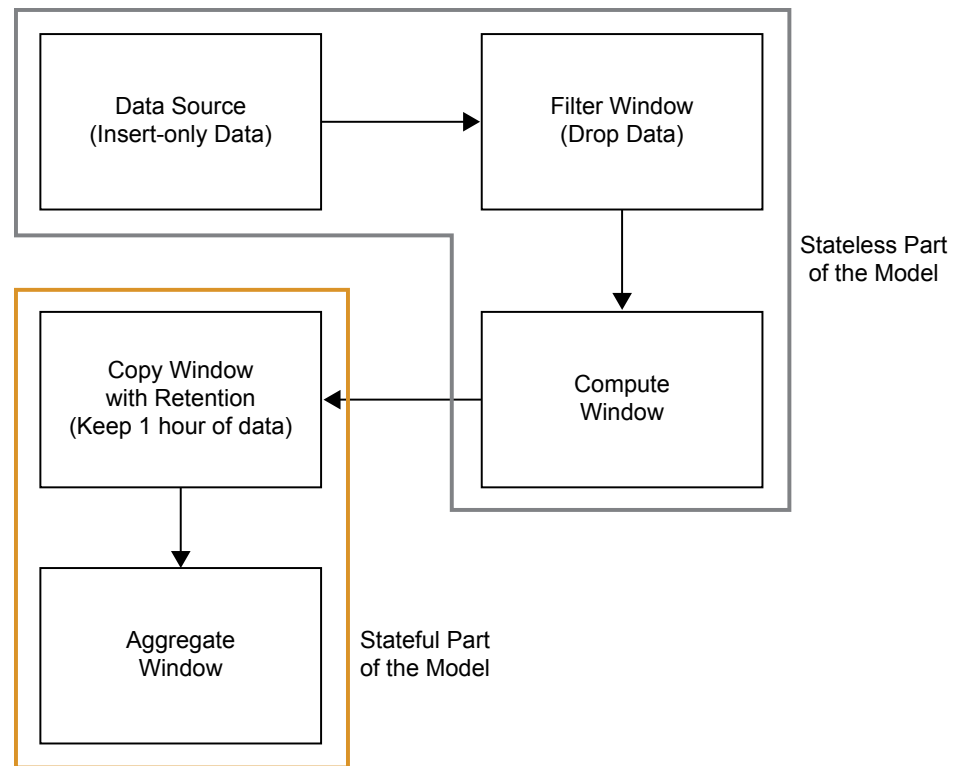 Data Source
(Insert-only Data)
Filter Window
(Drop Data)
Stateless Part
of the Model
Copy Window
with Retention
(Keep 1 hour of data)
Compute
Window
Aggregate
Window
Stateful Part
of the Model